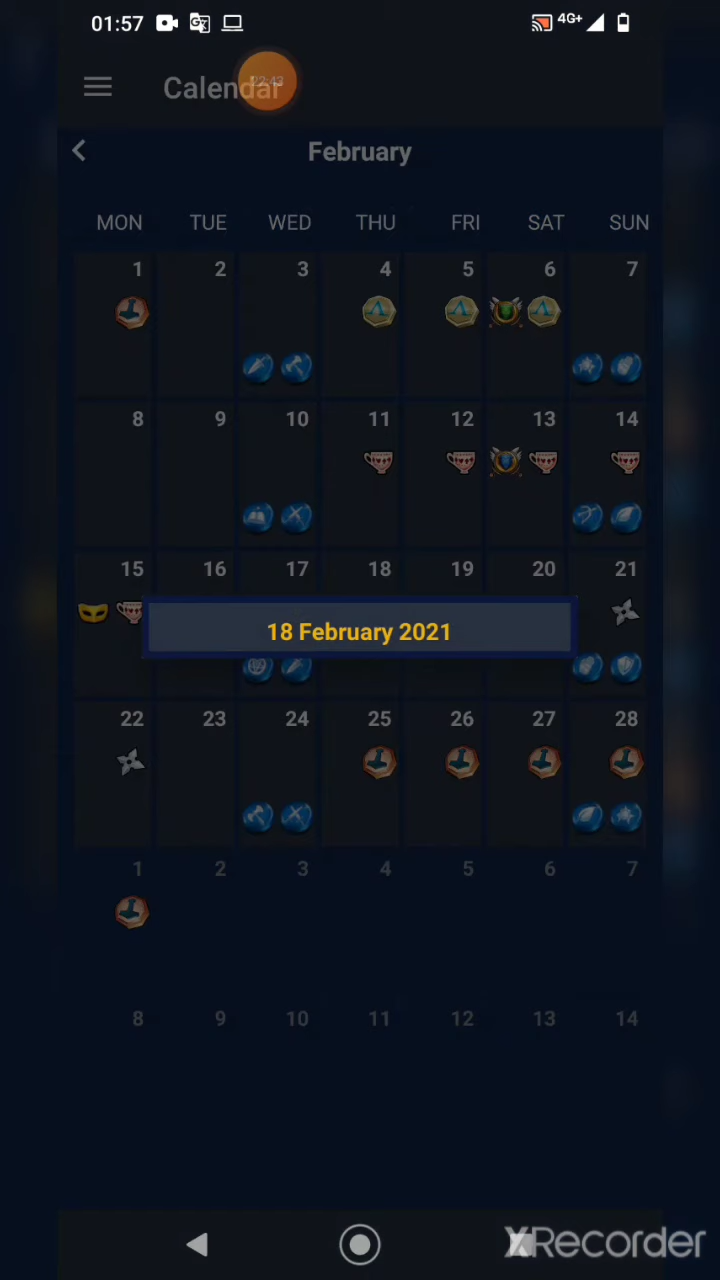 01:57 4G+
Calendar 22:43
February
MON TUE WED THU FRI SAT SUN
1 2 3 4 5 6 7
8 9 10 11 12 13 14
15 16 17 18 19 20 21
18 February 2021
22 23 24 25 26 27 28
1 2 3 4 5 6 7
8 9 10 11 12 13 14
XRecorder